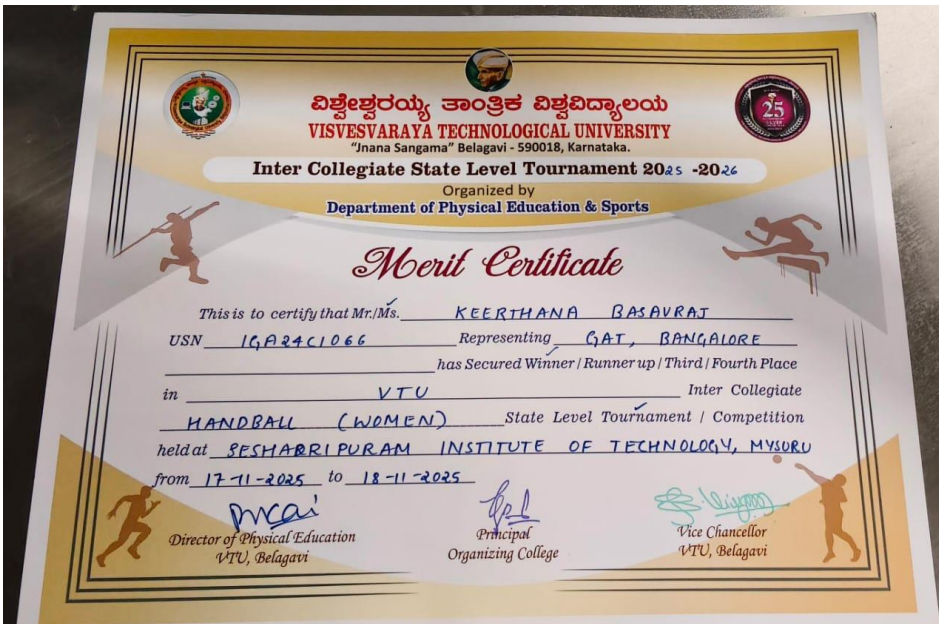 ವಿಶ್ವೇಶ್ವರಯ್ಯ ತಾಂತ್ರಿಕ ವಿಶ್ವವಿದ್ಯಾಲಯ
VISVESVARAYA TECHNOLOGICAL UNIVERSITY
"Jnana Sangama" Belagavi - 590018, Karnataka.
Inter Collegiate State Level Tournament 2025 -2026
Organized by
Department of Physical Education & Sports
25
Merit Certificate
This is to certify that Mr./Ms. KEERTHANA BASAVRAJ
USN 1GA24CI066 Representing GAT, BANGALORE
has Secured Winner / Runner up / Third / Fourth Place
in VTU Inter Collegiate
HANDBALL (WOMEN) State Level Tournament / Competition
held at SESHADRIPURAM INSTITUTE OF TECHNOLOGY, MYSURU
from 17-11-2025 to 18-11-2025
Director of Physical Education
VTU, Belagavi
Principal
Organizing College
Vice Chancellor
VTU, Belagavi